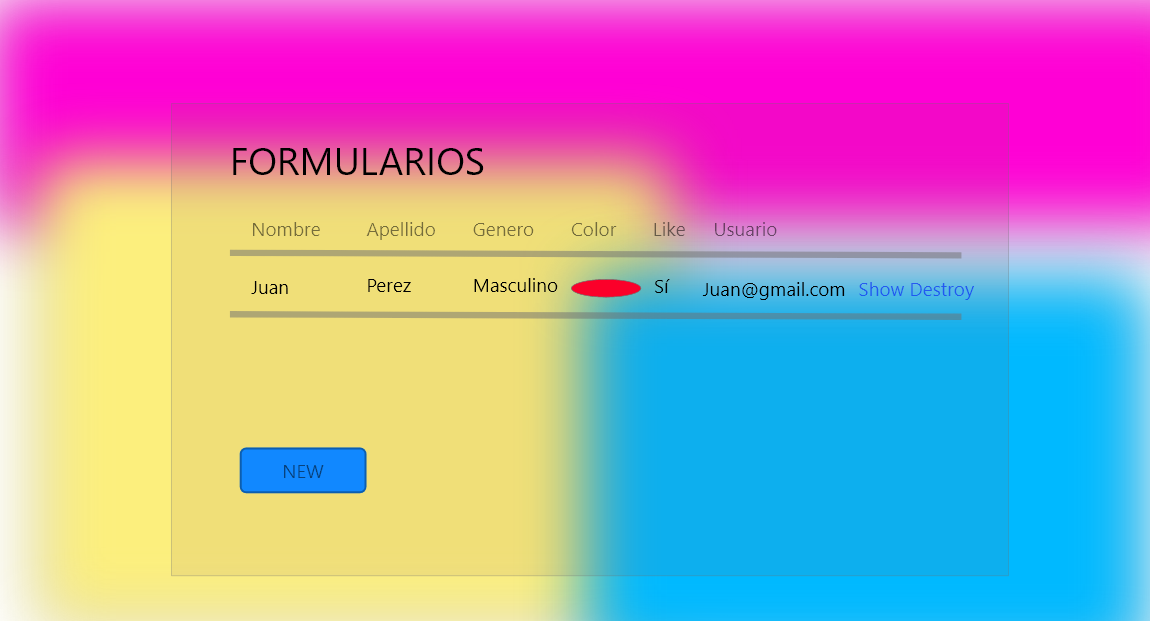 FORMULARIOS
Nombre Apellido Genero Color Like Usuario
Juan Perez Masculino Sí Juan@gmail.com Show Destroy
NEW